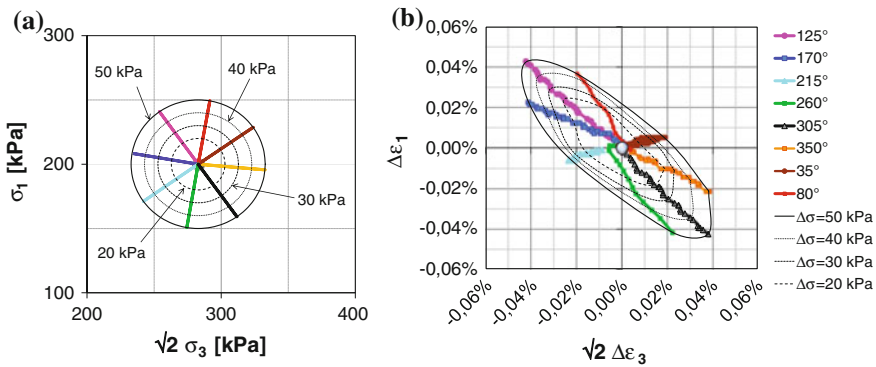 (a)
300
σ1 [kPa]
200
100
50 kPa
40 kPa
30 kPa
20 kPa
200
300
400
√2 σ3 [kPa]
(b)
0,06%
0,04%
0,02%
0,00%
-0,02%
-0,04%
-0,06%
Δε1
-0,06%
-0,04%
-0,02%
0,00%
0,02%
0,04%
0,06%
√2 Δε3
125°
170°
215°
260°
305°
350°
35°
80°
Δσ=50 kPa
Δσ=40 kPa
Δσ=30 kPa
Δσ=20 kPa